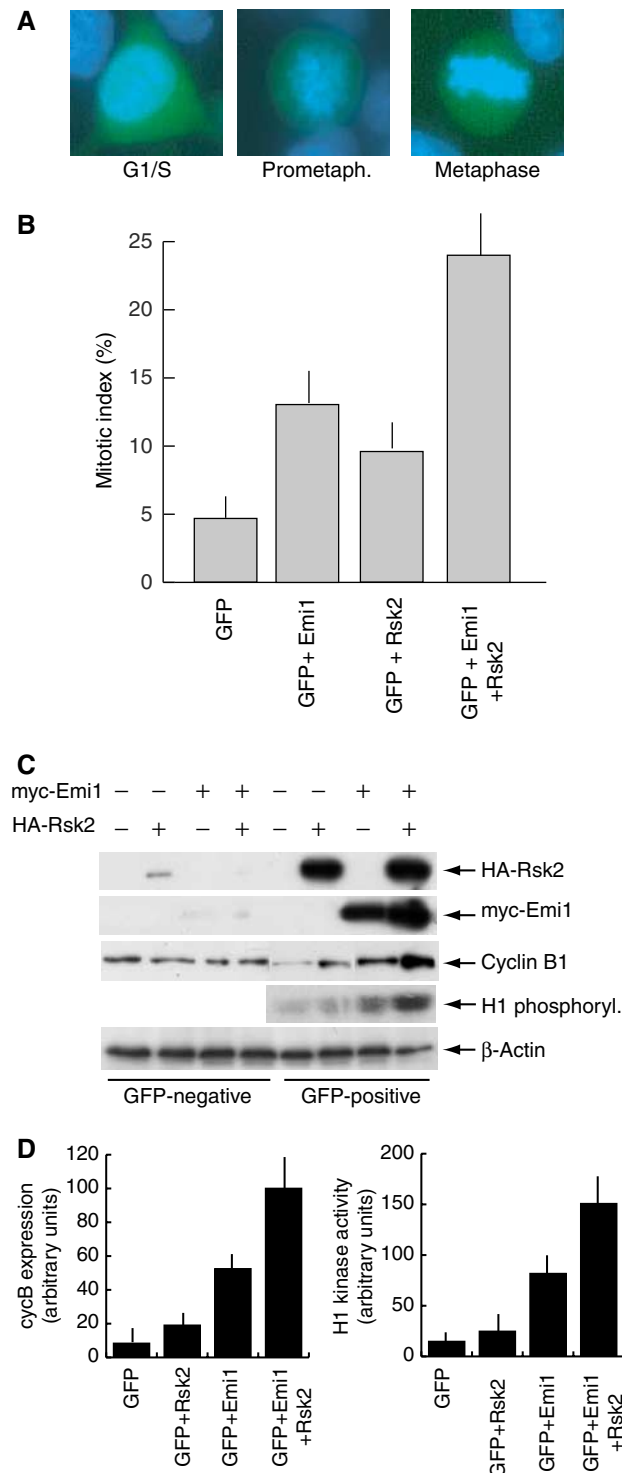 A
G1/S Prometaph. Metaphase
B
Mitotic index (%)
25
20
15
10
5
0
GFP
GFP+ Emi1
GFP + Rsk2
GFP + Emi1
+Rsk2
C
myc-Emi1 – – + + – – + +
HA-Rsk2 – + – + – + – +
HA-Rsk2
myc-Emi1
Cyclin B1
H1 phosphoryl.
β-Actin
GFP-negative GFP-positive
D
cycB expression
(arbitrary units)
120
100
80
60
40
20
0
GFP
GFP+Rsk2
GFP+Emi1
GFP+Emi1
+Rsk2
H1 kinase activity
(arbitrary units)
200
150
100
50
0
GFP
GFP+Rsk2
GFP+Emi1
GFP+Emi1
+Rsk2